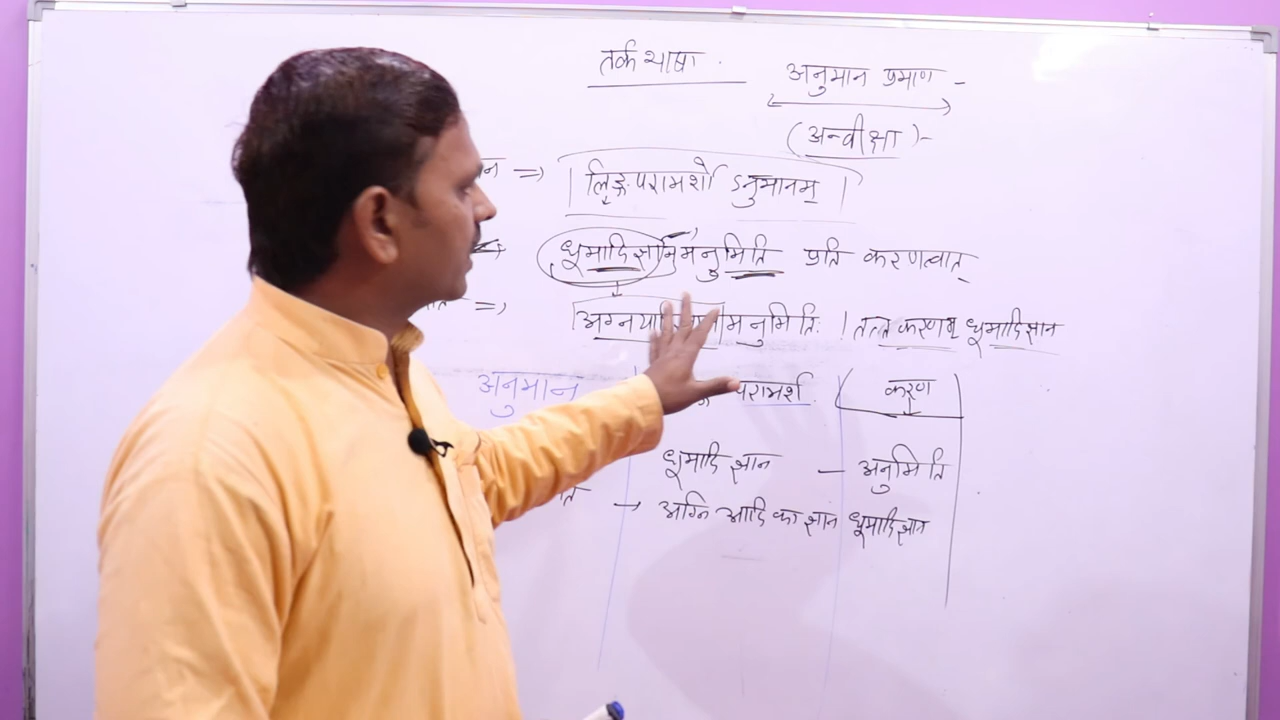 तर्कभाषा .
अनुमान प्रमाण -
(अन्वीक्षा)-
न => लिङ्गपरामर्शो ऽनुमानम्
धूमादिज्ञानमनुमितिं प्रति करणत्वात्
=> अग्न्यादि मनुमितिः । तत्करणं धूमादिज्ञान
अनुमान परामर्श . करण
धूमादि ज्ञान - अनुमिति
→ अग्नि आदि का ज्ञान धूमादिज्ञान